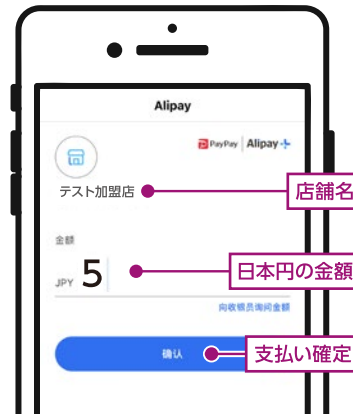 Alipay
PayPay Alipay+
テスト加盟店
店舗名
金額
JPY 5
日本円の金額
向收银员询问金额
确认
支払い確定